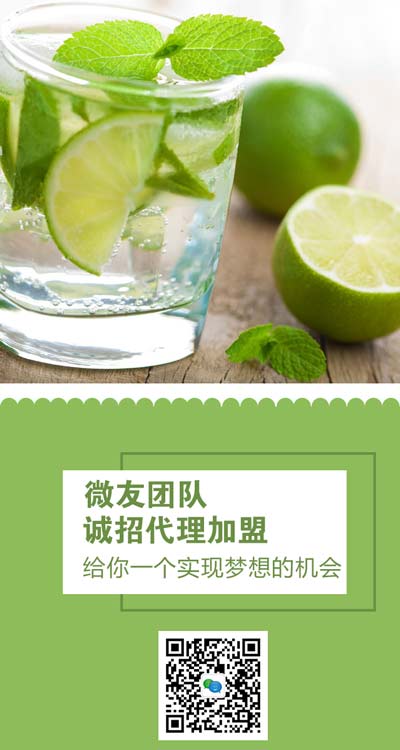 微友团队
诚招代理加盟
给你一个实现梦想的机会